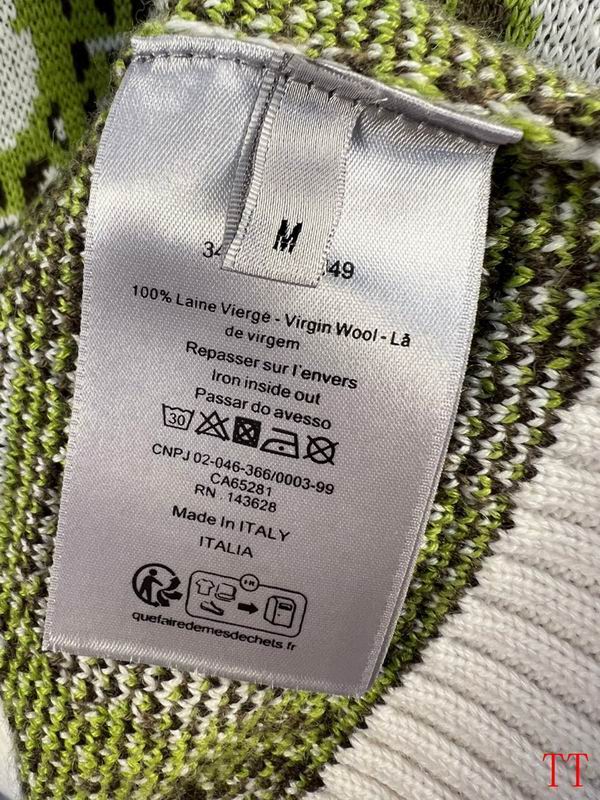 M
34 49
100% Laine Viergé - Virgin Wool - Lã
de virgem
Repasser sur l'envers
Iron inside out
Passar do avesso
30
CNPJ 02-046-366/0003-99
CA65281
RN 143628
Made In ITALY
ITALIA
quefairedemesdechets.fr
TT